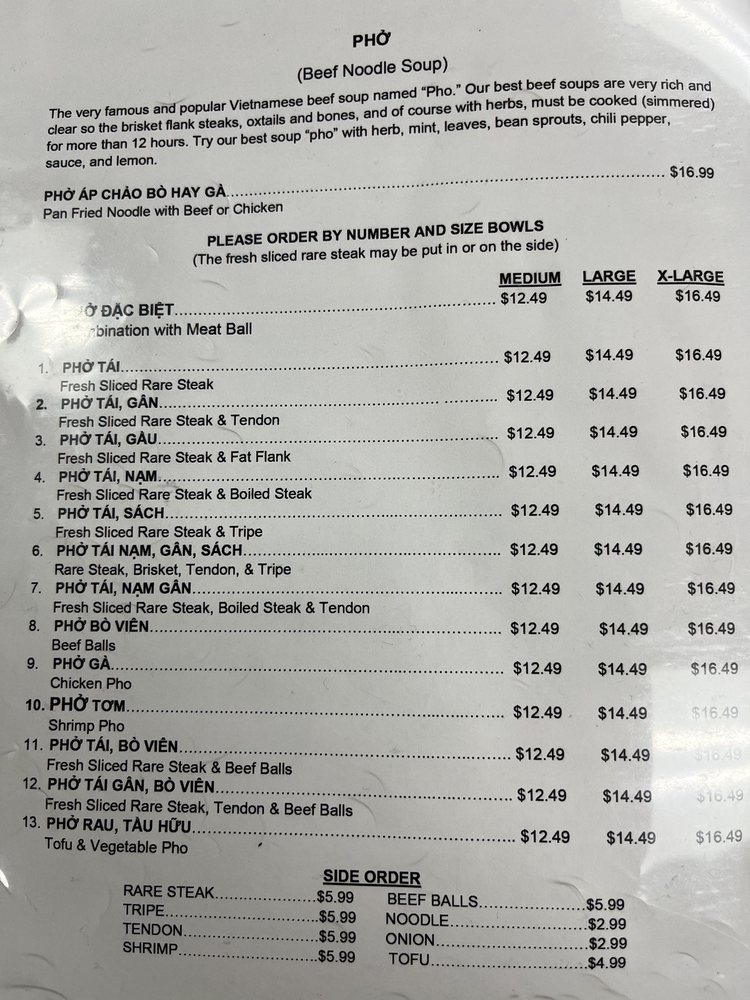 PHỞ
(Beef Noodle Soup)
The very famous and popular Vietnamese beef soup named “Pho.” Our best beef soups are very rich and
clear so the brisket flank steaks, oxtails and bones, and of course with herbs, must be cooked (simmered)
for more than 12 hours. Try our best soup “pho” with herb, mint, leaves, bean sprouts, chili pepper,
sauce, and lemon.
PHỞ ÁP CHẢO BÒ HAY GÀ........ $16.99
Pan Fried Noodle with Beef or Chicken
PLEASE ORDER BY NUMBER AND SIZE BOWLS
(The fresh sliced rare steak may be put in or on the side)
MEDIUM LARGE X-LARGE
Ở ĐẶC BIỆT........ $12.49 $14.49 $16.49
bination with Meat Ball
1. PHỞ TÁI........ $12.49 $14.49 $16.49
Fresh Sliced Rare Steak
2. PHỞ TÁI, GÂN........ $12.49 $14.49 $16.49
Fresh Sliced Rare Steak & Tendon
3. PHỞ TÁI, GÀU........ $12.49 $14.49 $16.49
Fresh Sliced Rare Steak & Fat Flank
4. PHỞ TÁI, NẠM........ $12.49 $14.49 $16.49
Fresh Sliced Rare Steak & Boiled Steak
5. PHỞ TÁI, SÁCH........ $12.49 $14.49 $16.49
Fresh Sliced Rare Steak & Tripe
6. PHỞ TÁI NẠM, GÂN, SÁCH........ $12.49 $14.49 $16.49
Rare Steak, Brisket, Tendon, & Tripe
7. PHỞ TÁI, NẠM GÂN........ $12.49 $14.49 $16.49
Fresh Sliced Rare Steak, Boiled Steak & Tendon
8. PHỞ BÒ VIÊN........ $12.49 $14.49 $16.49
Beef Balls
9. PHỞ GÀ........ $12.49 $14.49 $16.49
Chicken Pho
10. PHỞ TƠM........ $12.49 $14.49 $16.49
Shrimp Pho
11. PHỞ TÁI, BÒ VIÊN........ $12.49 $14.49 $16.49
Fresh Sliced Rare Steak & Beef Balls
12. PHỞ TÁI GÂN, BÒ VIÊN........ $12.49 $14.49 $16.49
Fresh Sliced Rare Steak, Tendon & Beef Balls
13. PHỞ RAU, TÀU HỮU........ $12.49 $14.49 $16.49
Tofu & Vegetable Pho
SIDE ORDER
RARE STEAK........$5.99 BEEF BALLS........$5.99
TRIPE........$5.99 NOODLE........$2.99
TENDON........$5.99 ONION........$2.99
SHRIMP........$5.99 TOFU........$4.99